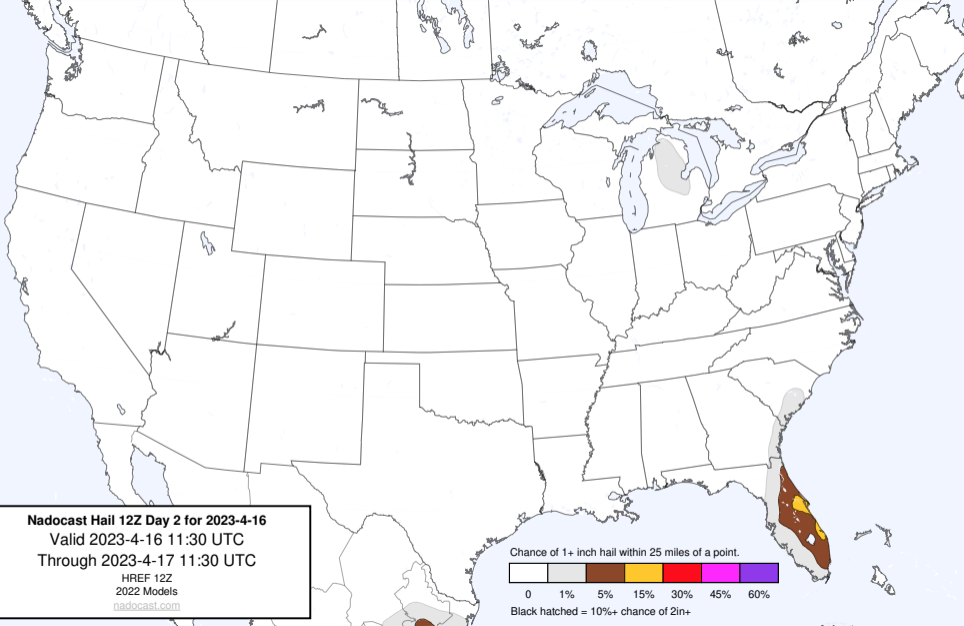 Nadocast Hail 12Z Day 2 for 2023-4-16
Valid 2023-4-16 11:30 UTC
Through 2023-4-17 11:30 UTC
HREF 12Z
2022 Models
nadocast.com
Chance of 1+ inch hail within 25 miles of a point.
0 1% 5% 15% 30% 45% 60%
Black hatched = 10%+ chance of 2in+